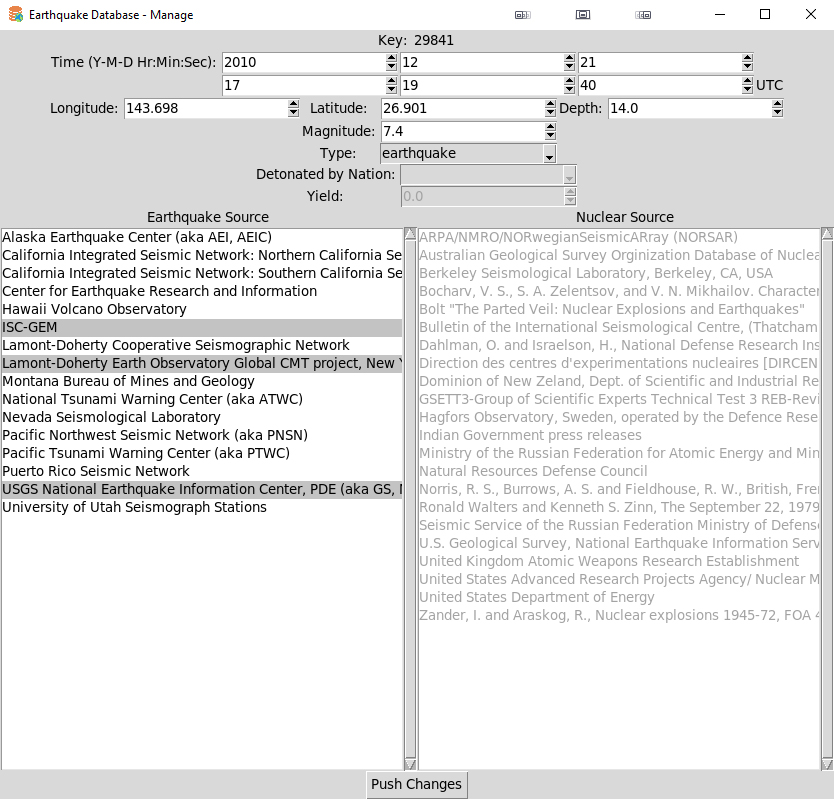 Earthquake Database - Manage
Key: 29841
Time (Y-M-D Hr:Min:Sec): 2010 12 21
17 19 40 UTC
Longitude: 143.698 Latitude: 26.901 Depth: 14.0
Magnitude: 7.4
Type: earthquake
Detonated by Nation:
Yield: 0.0
Earthquake Source
Alaska Earthquake Center (aka AEI, AEIC)
California Integrated Seismic Network: Northern California Se
California Integrated Seismic Network: Southern California Se
Center for Earthquake Research and Information
Hawaii Volcano Observatory
ISC-GEM
Lamont-Doherty Cooperative Seismographic Network
Lamont-Doherty Earth Observatory Global CMT project, New Y
Montana Bureau of Mines and Geology
National Tsunami Warning Center (aka ATWC)
Nevada Seismological Laboratory
Pacific Northwest Seismic Network (aka PNSN)
Pacific Tsunami Warning Center (aka PTWC)
Puerto Rico Seismic Network
USGS National Earthquake Information Center, PDE (aka GS, N
University of Utah Seismograph Stations
Nuclear Source
ARPA/NMRO/NORwegianSeismicARray (NORSAR)
Australian Geological Survey Orginization Database of Nuclea
Berkeley Seismological Laboratory, Berkeley, CA, USA
Bocharv, V. S., S. A. Zelentsov, and V. N. Mikhailov. Character
Bolt "The Parted Veil: Nuclear Explosions and Earthquakes"
Bulletin of the International Seismological Centre, (Thatcham
Dahlman, O. and Israelson, H., National Defense Research Ins
Direction des centres d'experimentations nucleaires [DIRCEN
Dominion of New Zeland, Dept. of Scientific and Industrial Re
GSETT3-Group of Scientific Experts Technical Test 3 REB-Revi
Hagfors Observatory, Sweden, operated by the Defence Rese
Indian Government press releases
Ministry of the Russian Federation for Atomic Energy and Min
Natural Resources Defense Council
Norris, R. S., Burrows, A. S. and Fieldhouse, R. W., British, Fre
Ronald Walters and Kenneth S. Zinn, The September 22, 1979
Seismic Service of the Russian Federation Ministry of Defens
U.S. Geological Survey, National Earthquake Information Serv
United Kingdom Atomic Weapons Research Establishment
United States Advanced Research Projects Agency/ Nuclear M
United States Department of Energy
Zander, I. and Araskog, R., Nuclear explosions 1945-72, FOA 4
Push Changes